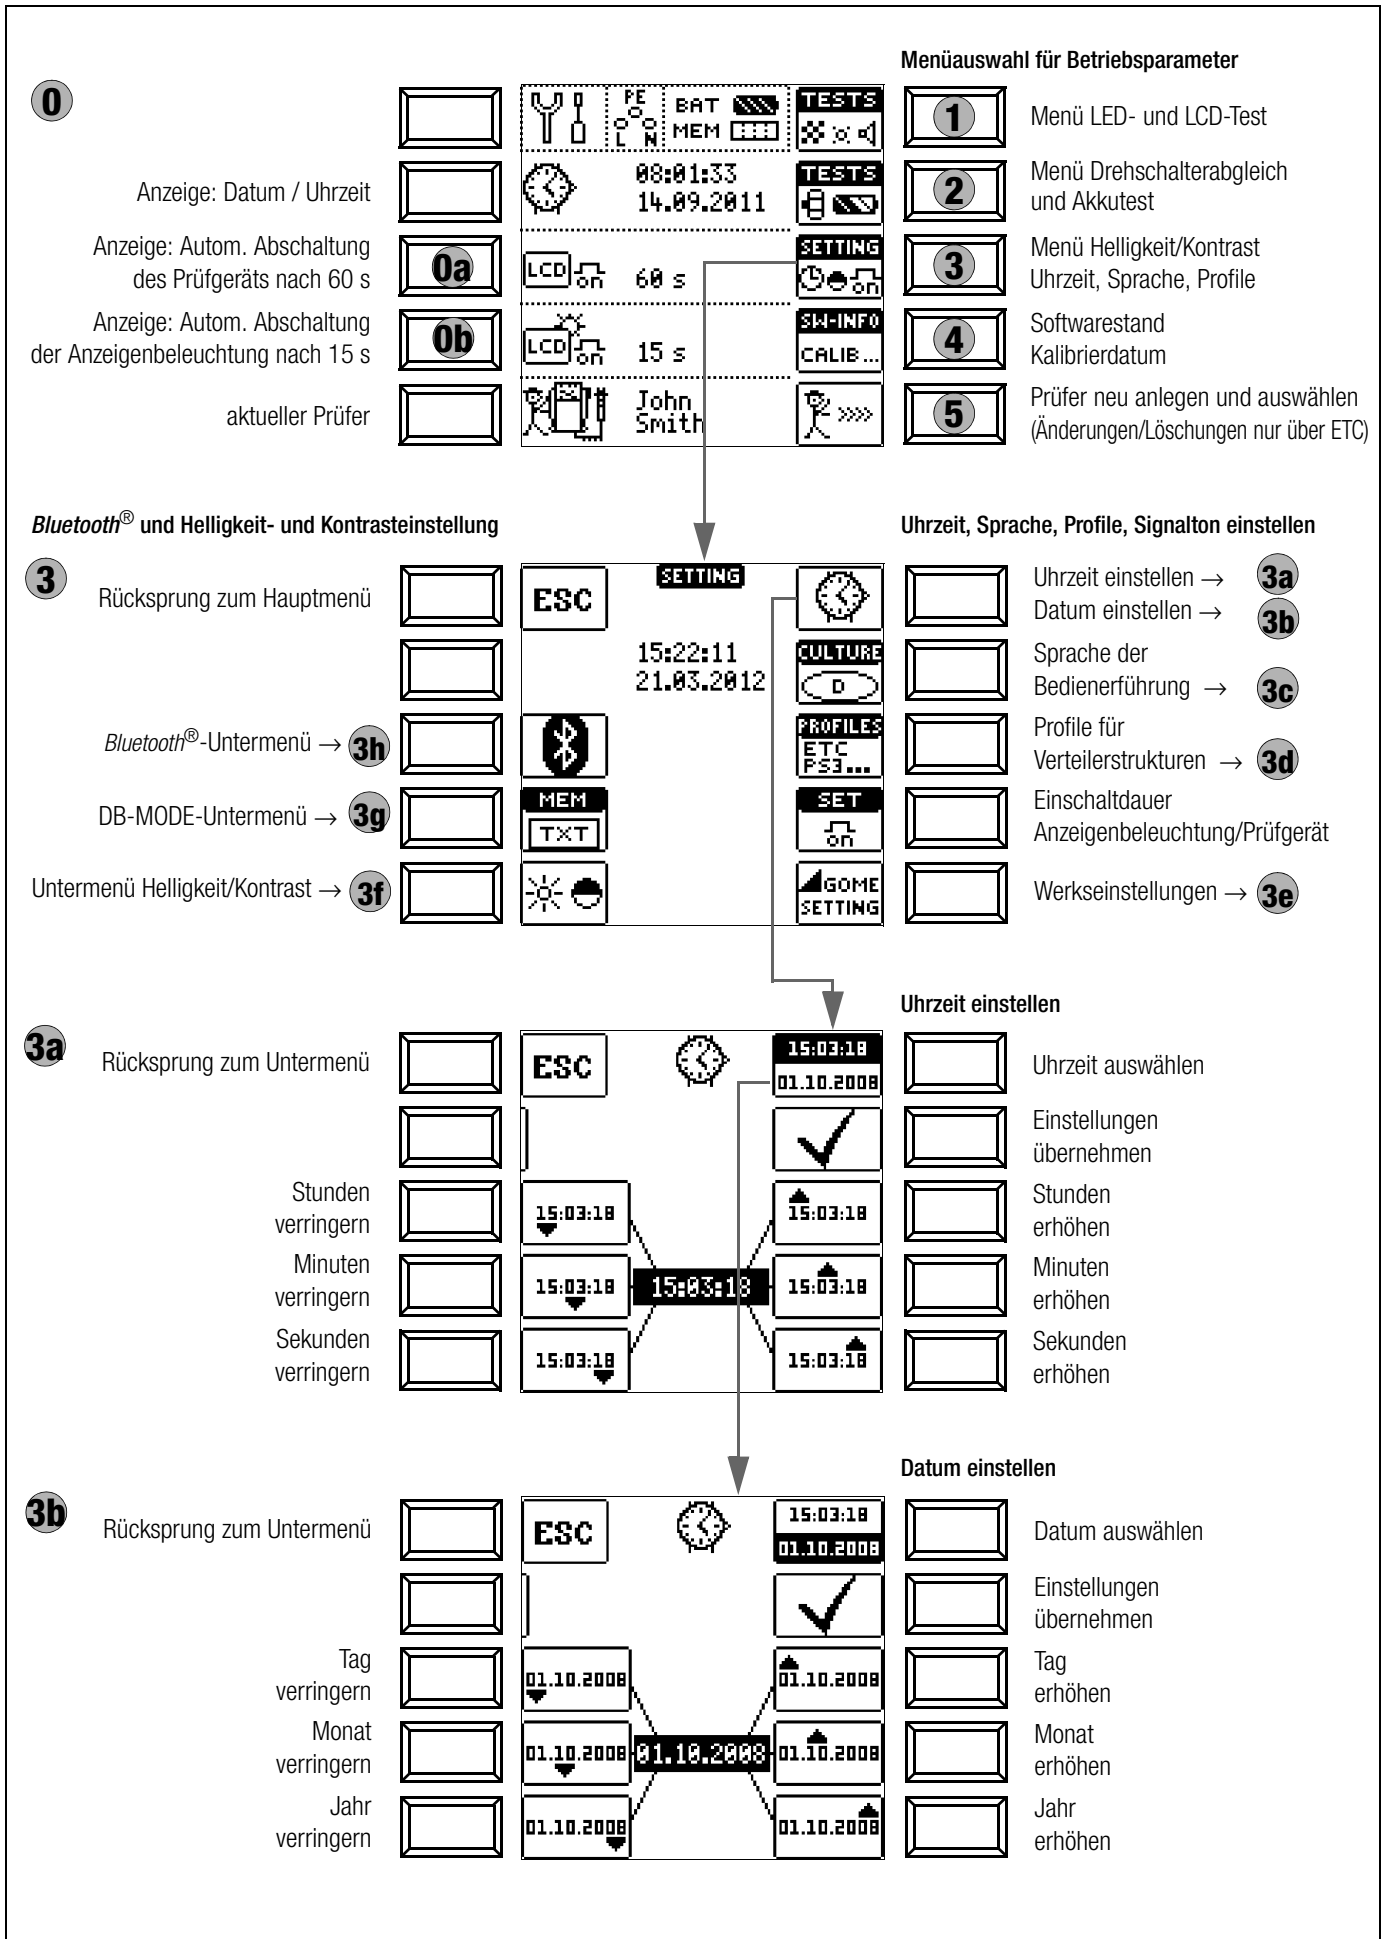 Menüauswahl für Betriebsparameter
0
PE
L N
BAT
MEM
TESTS
1
Menü LED- und LCD-Test
Anzeige: Datum / Uhrzeit
08:01:33
14.09.2011
TESTS
2
Menü Drehschalterabgleich
und Akkutest
Anzeige: Autom. Abschaltung
des Prüfgeräts nach 60 s
0a
LCD on 60 s
SETTING
on
3
Menü Helligkeit/Kontrast
Uhrzeit, Sprache, Profile
Anzeige: Autom. Abschaltung
der Anzeigenbeleuchtung nach 15 s
0b
LCD on 15 s
SW-INFO
CALIB ...
4
Softwarestand
Kalibrierdatum
aktueller Prüfer
John
Smith
5
Prüfer neu anlegen und auswählen
(Änderungen/Löschungen nur über ETC)
Bluetooth® und Helligkeit- und Kontrasteinstellung
Uhrzeit, Sprache, Profile, Signalton einstellen
3
Rücksprung zum Hauptmenü
ESC
SETTING
Uhrzeit einstellen → 3a
Datum einstellen → 3b
15:22:11
21.03.2012
CULTURE
D
Sprache der
Bedienerführung → 3c
Bluetooth®-Untermenü → 3h
PROFILES
ETC
PS3...
Profile für
Verteilerstrukturen → 3d
DB-MODE-Untermenü → 3g
MEM
TXT
SET
on
Einschaltdauer
Anzeigenbeleuchtung/Prüfgerät
Untermenü Helligkeit/Kontrast → 3f
GOME
SETTING
Werkseinstellungen → 3e
Uhrzeit einstellen
3a
Rücksprung zum Untermenü
ESC
15:03:18
01.10.2008
Uhrzeit auswählen
Einstellungen
übernehmen
Stunden
verringern
15:03:18
15:03:18
Stunden
erhöhen
Minuten
verringern
15:03:18
15:03:18
15:03:18
Minuten
erhöhen
Sekunden
verringern
15:03:18
15:03:18
Sekunden
erhöhen
Datum einstellen
3b
Rücksprung zum Untermenü
ESC
15:03:18
01.10.2008
Datum auswählen
Einstellungen
übernehmen
Tag
verringern
01.10.2008
01.10.2008
Tag
erhöhen
Monat
verringern
01.10.2008
01.10.2008
01.10.2008
Monat
erhöhen
Jahr
verringern
01.10.2008
01.10.2008
Jahr
erhöhen